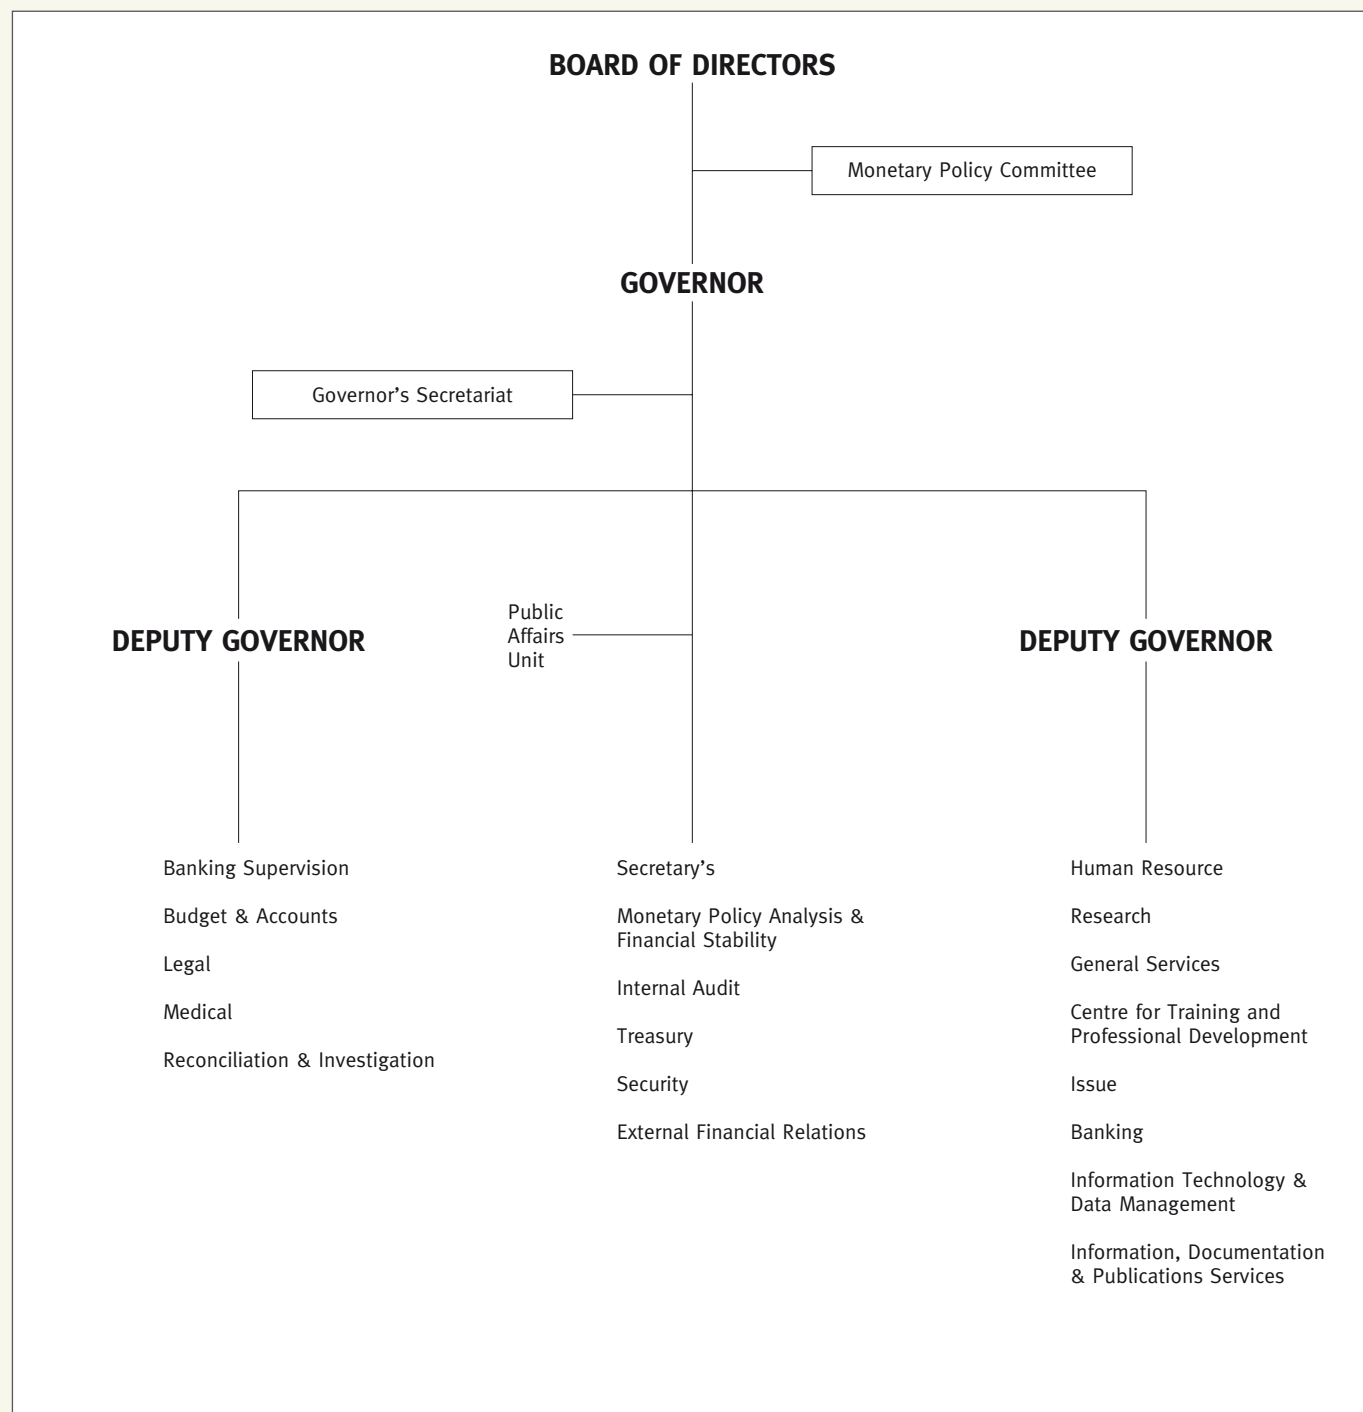 BOARD OF DIRECTORS
Monetary Policy Committee
GOVERNOR
Governor’s Secretariat
Public
Affairs
Unit
DEPUTY GOVERNOR
DEPUTY GOVERNOR
Banking Supervision
Budget & Accounts
Legal
Medical
Reconciliation & Investigation
Secretary’s
Monetary Policy Analysis &
Financial Stability
Internal Audit
Treasury
Security
External Financial Relations
Human Resource
Research
General Services
Centre for Training and
Professional Development
Issue
Banking
Information Technology &
Data Management
Information, Documentation
& Publications Services